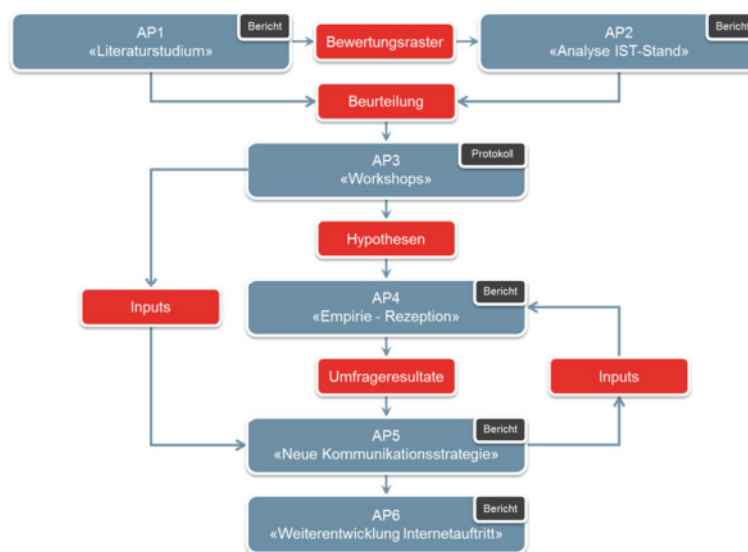 Bericht
AP1
«Literaturstudium»
Bewertungsraster
Bericht
AP2
«Analyse IST-Stand»
Beurteilung
Protokoll
AP3
«Workshops»
Hypothesen
Inputs
Bericht
AP4
«Empirie - Rezeption»
Umfrageresultate
Inputs
Bericht
AP5
«Neue Kommunikationsstrategie»
Bericht
AP6
«Weiterentwicklung Internetauftritt»